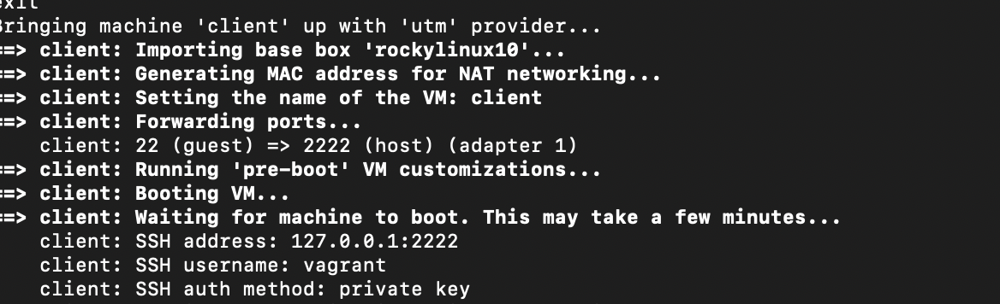 exit
Bringing machine 'client' up with 'utm' provider...
==> client: Importing base box 'rockylinux10'...
==> client: Generating MAC address for NAT networking...
==> client: Setting the name of the VM: client
==> client: Forwarding ports...
client: 22 (guest) => 2222 (host) (adapter 1)
==> client: Running 'pre-boot' VM customizations...
==> client: Booting VM...
==> client: Waiting for machine to boot. This may take a few minutes...
client: SSH address: 127.0.0.1:2222
client: SSH username: vagrant
client: SSH auth method: private key